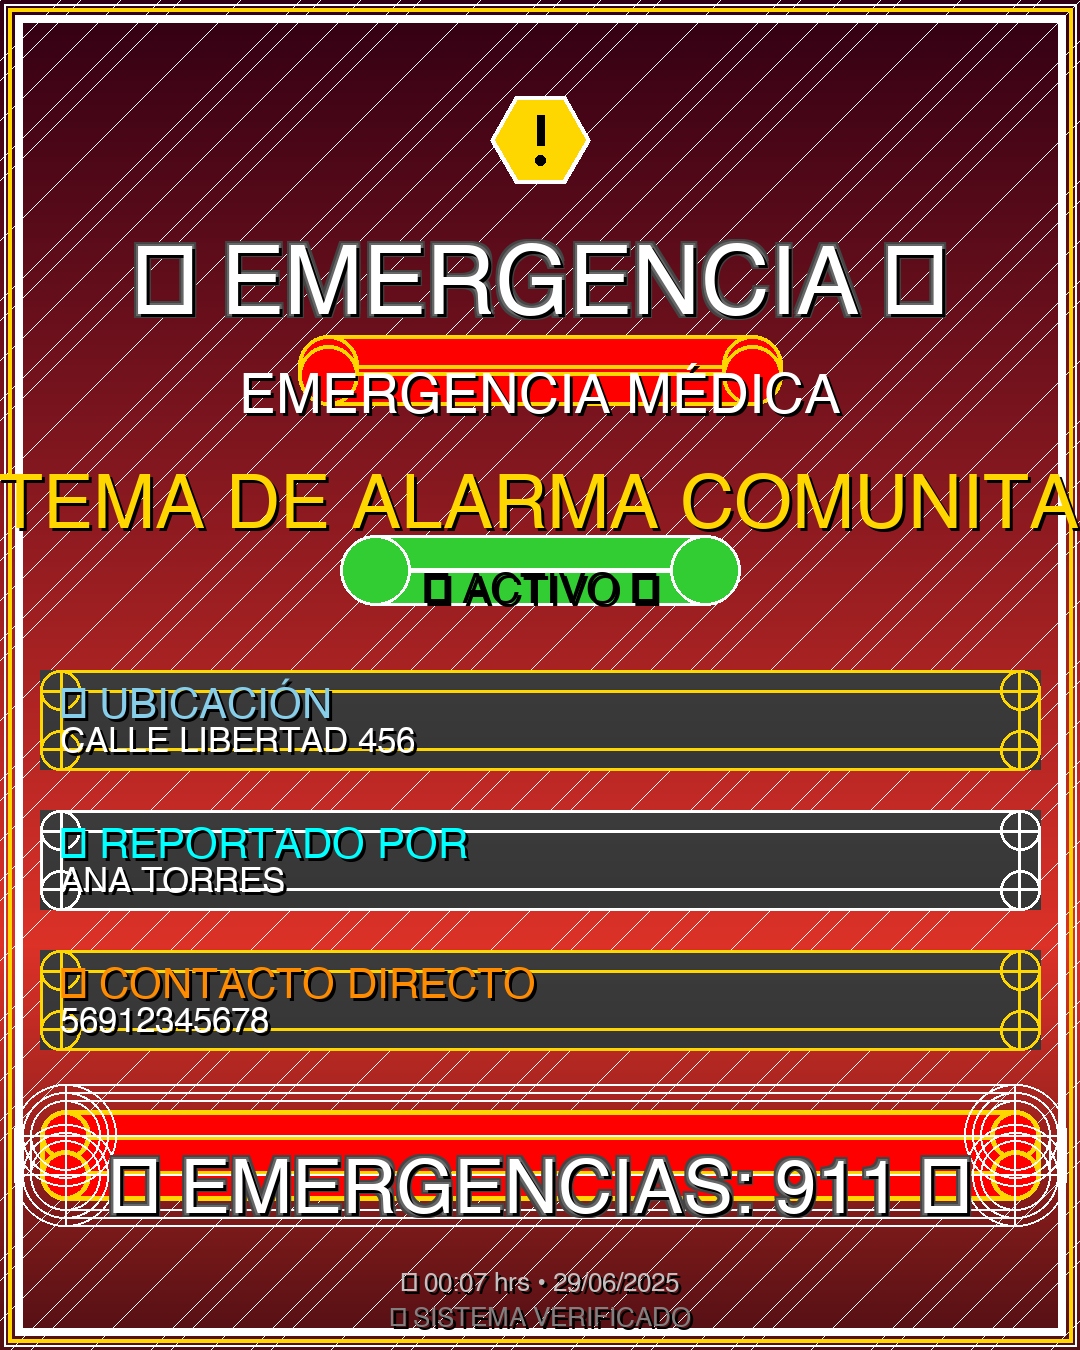 !
▯ EMERGENCIA ▯
EMERGENCIA MÉDICA
TEMA DE ALARMA COMUNITA
▯ ACTIVO ▯
▯ UBICACIÓN
CALLE LIBERTAD 456
▯ REPORTADO POR
ANA TORRES
▯ CONTACTO DIRECTO
56912345678
▯ EMERGENCIAS: 911 ▯
▯ 00:07 hrs • 29/06/2025
▯ SISTEMA VERIFICADO